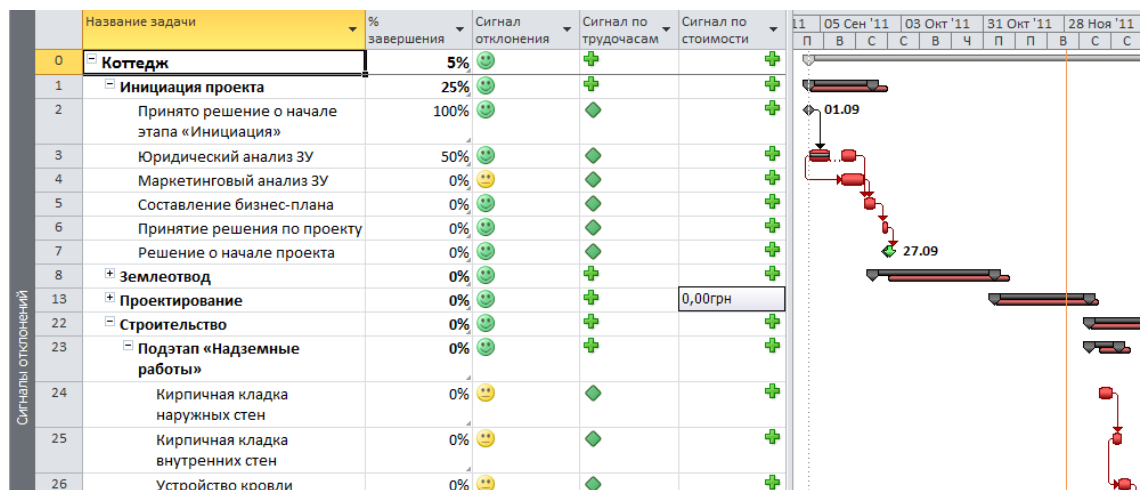 Название задачи % завершения Сигнал отклонения Сигнал по трудочасам Сигнал по стоимости 11 05 Сен '11 03 Окт '11 31 Окт '11 28 Ноя '11
П В С С В Ч П П В С С
0 Коттедж 5%
1 Инициация проекта 25%
2 Принято решение о начале 100% 01.09
этапа «Инициация»
3 Юридический анализ ЗУ 50%
4 Маркетинговый анализ ЗУ 0%
5 Составление бизнес-плана 0%
6 Принятие решения по проекту 0%
7 Решение о начале проекта 0% 27.09
8 Землеотвод 0%
13 Проектирование 0% 0,00грн
22 Строительство 0%
23 Подэтап «Надземные 0%
работы»
24 Кирпичная кладка 0%
наружных стен
25 Кирпичная кладка 0%
внутренних стен
26 Устройство кровли 0%
Сигналы отклонений